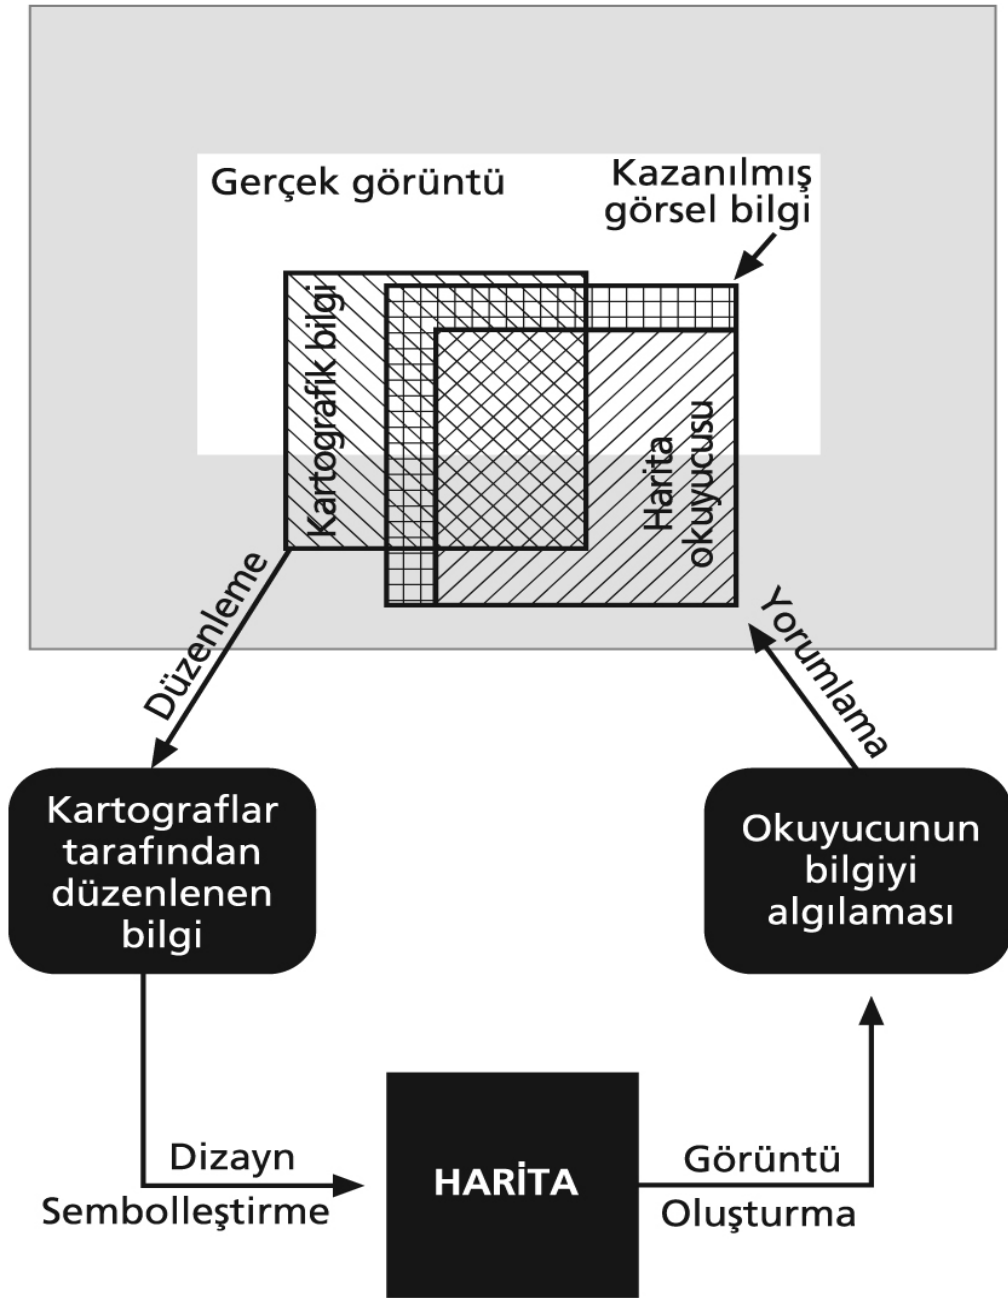 Gerçek görüntü
Kazanılmış
görsel bilgi
Kartografik bilgi
Harita
okuyucusu
Düzenleme
Yorumlama
Kartograflar
tarafından
düzenlenen
bilgi
Okuyucunun
bilgiyi
algılaması
Dizayn
Sembolleştirme
HARİTA
Görüntü
Oluşturma